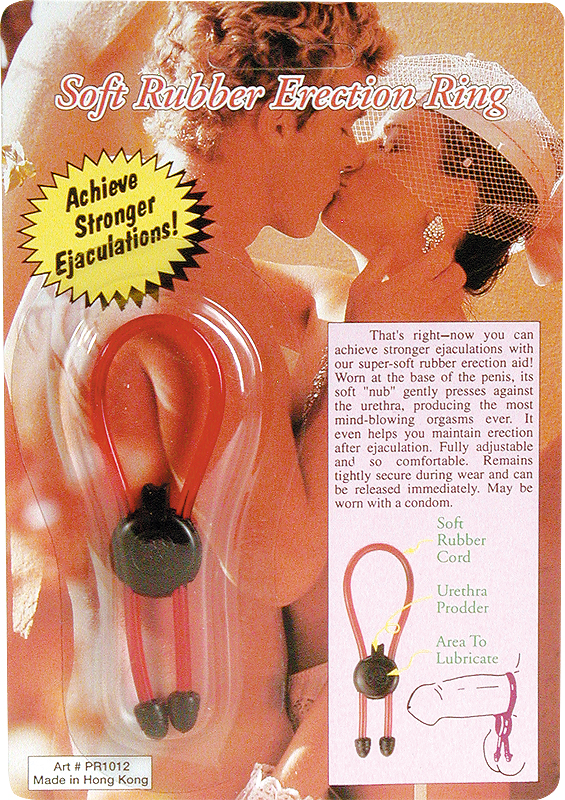 Soft Rubber Erection Ring
Achieve
Stronger
Ejaculations!
That's right—now you can
achieve stronger ejaculations with
our super-soft rubber erection aid!
Worn at the base of the penis, its
soft "nub" gently presses against
the urethra, producing the most
mind-blowing orgasms ever. It
even helps you maintain erection
after ejaculation. Fully adjustable
and so comfortable. Remains
tightly secure during wear and can
be released immediately. May be
worn with a condom.
Soft
Rubber
Cord
Urethra
Prodder
Area To
Lubricate
Art # PR1012
Made in Hong Kong